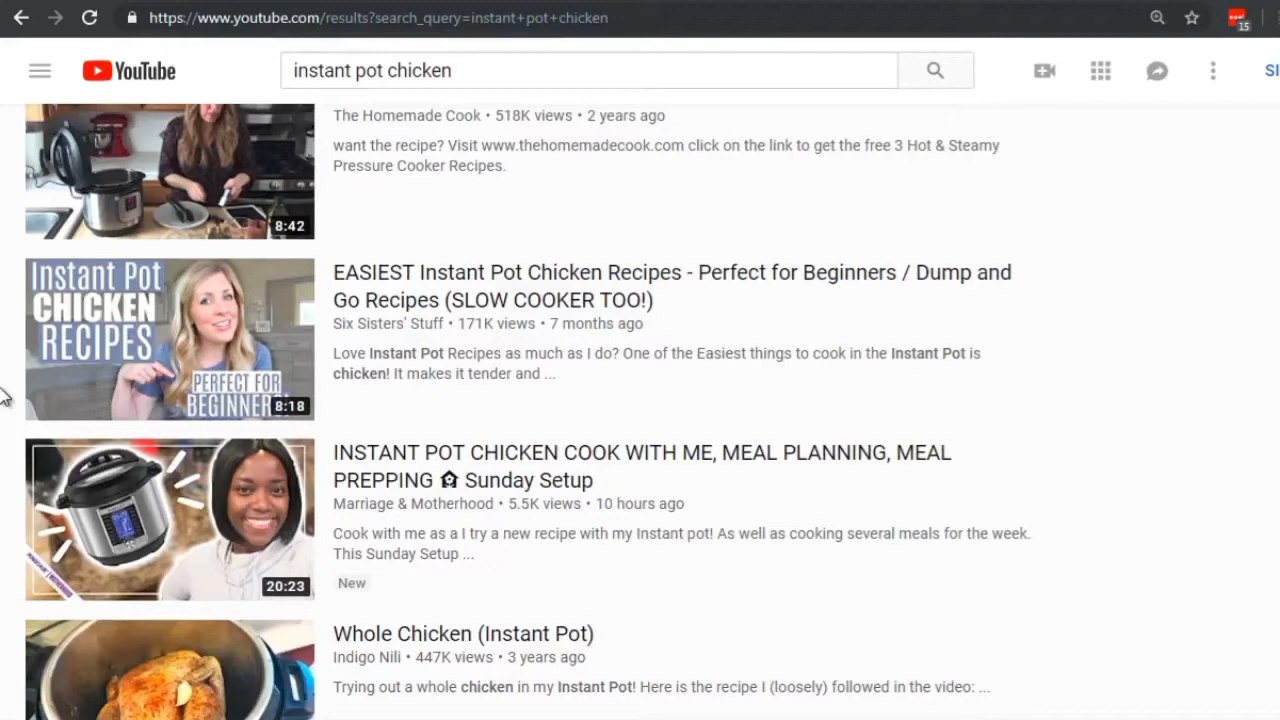 https://www.youtube.com/results?search_query=instant+pot+chicken
15
YouTube
instant pot chicken
SI
The Homemade Cook • 518K views • 2 years ago
want the recipe? Visit www.thehomemadecook.com click on the link to get the free 3 Hot & Steamy
Pressure Cooker Recipes.
8:42
Instant Pot
CHICKEN
RECIPES
PERFECT FOR
BEGINNERS
8:18
EASIEST Instant Pot Chicken Recipes - Perfect for Beginners / Dump and
Go Recipes (SLOW COOKER TOO!)
Six Sisters' Stuff • 171K views • 7 months ago
Love Instant Pot Recipes as much as I do? One of the Easiest things to cook in the Instant Pot is
chicken! It makes it tender and ...
20:23
INSTANT POT CHICKEN COOK WITH ME, MEAL PLANNING, MEAL
PREPPING Sunday Setup
Marriage & Motherhood • 5.5K views • 10 hours ago
Cook with me as a I try a new recipe with my Instant pot! As well as cooking several meals for the week.
This Sunday Setup ...
New
Whole Chicken (Instant Pot)
Indigo Nili • 447K views • 3 years ago
Trying out a whole chicken in my Instant Pot! Here is the recipe I (loosely) followed in the video: ...